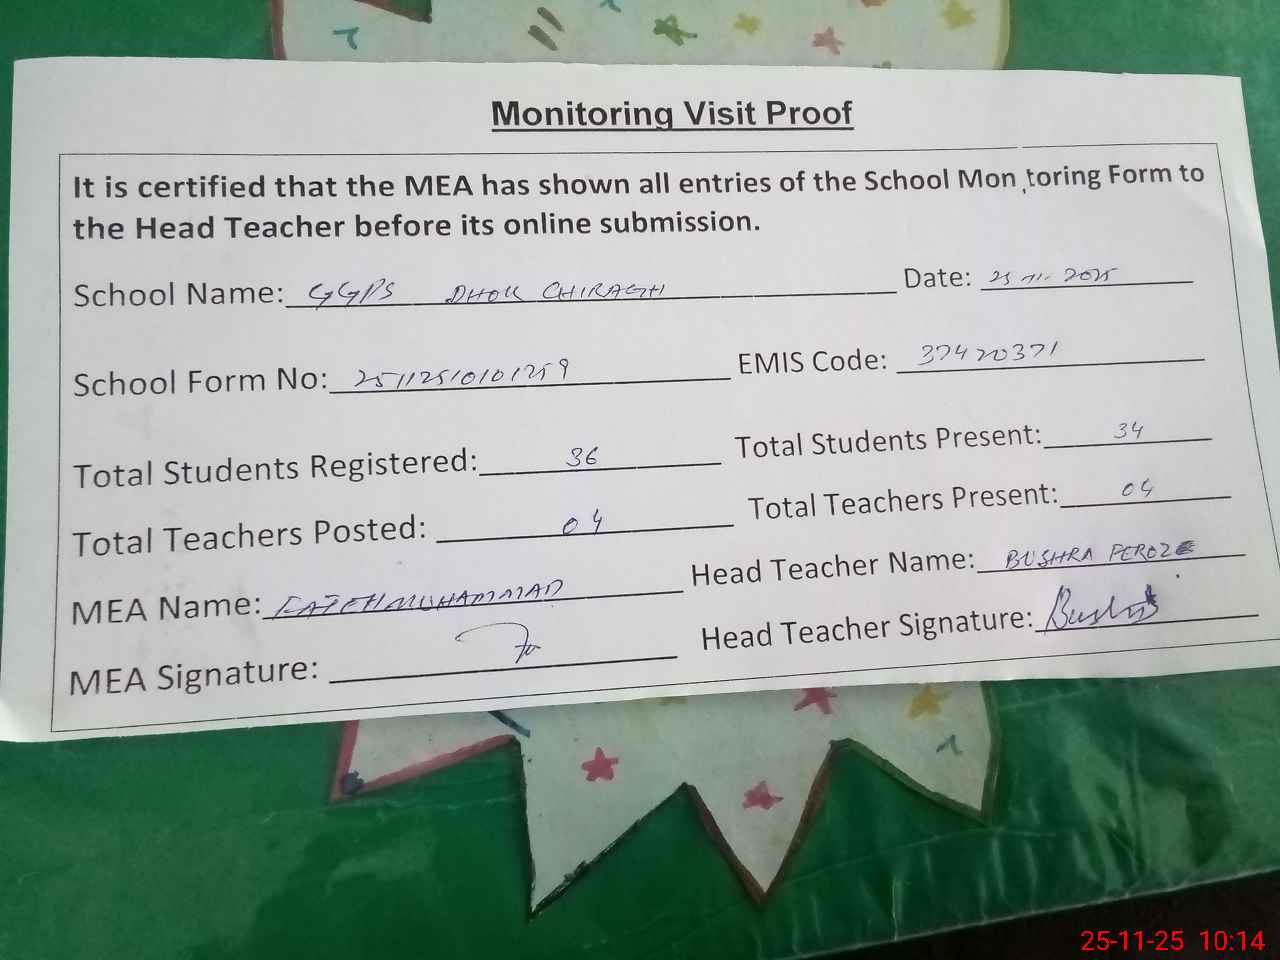 Monitoring Visit Proof
It is certified that the MEA has shown all entries of the School Monitoring Form to
the Head Teacher before its online submission.
School Name: GGPS DHOK CHIRAGH Date: 25-11-2025
School Form No: 25112510101259 EMIS Code: 37420371
Total Students Registered: 36 Total Students Present: 34
Total Teachers Posted: 04 Total Teachers Present: 04
MEA Name: FATEH MUHAMMAD Head Teacher Name: BUSHRA PEROZE
MEA Signature: Head Teacher Signature: Bushra
25-11-25 10:14